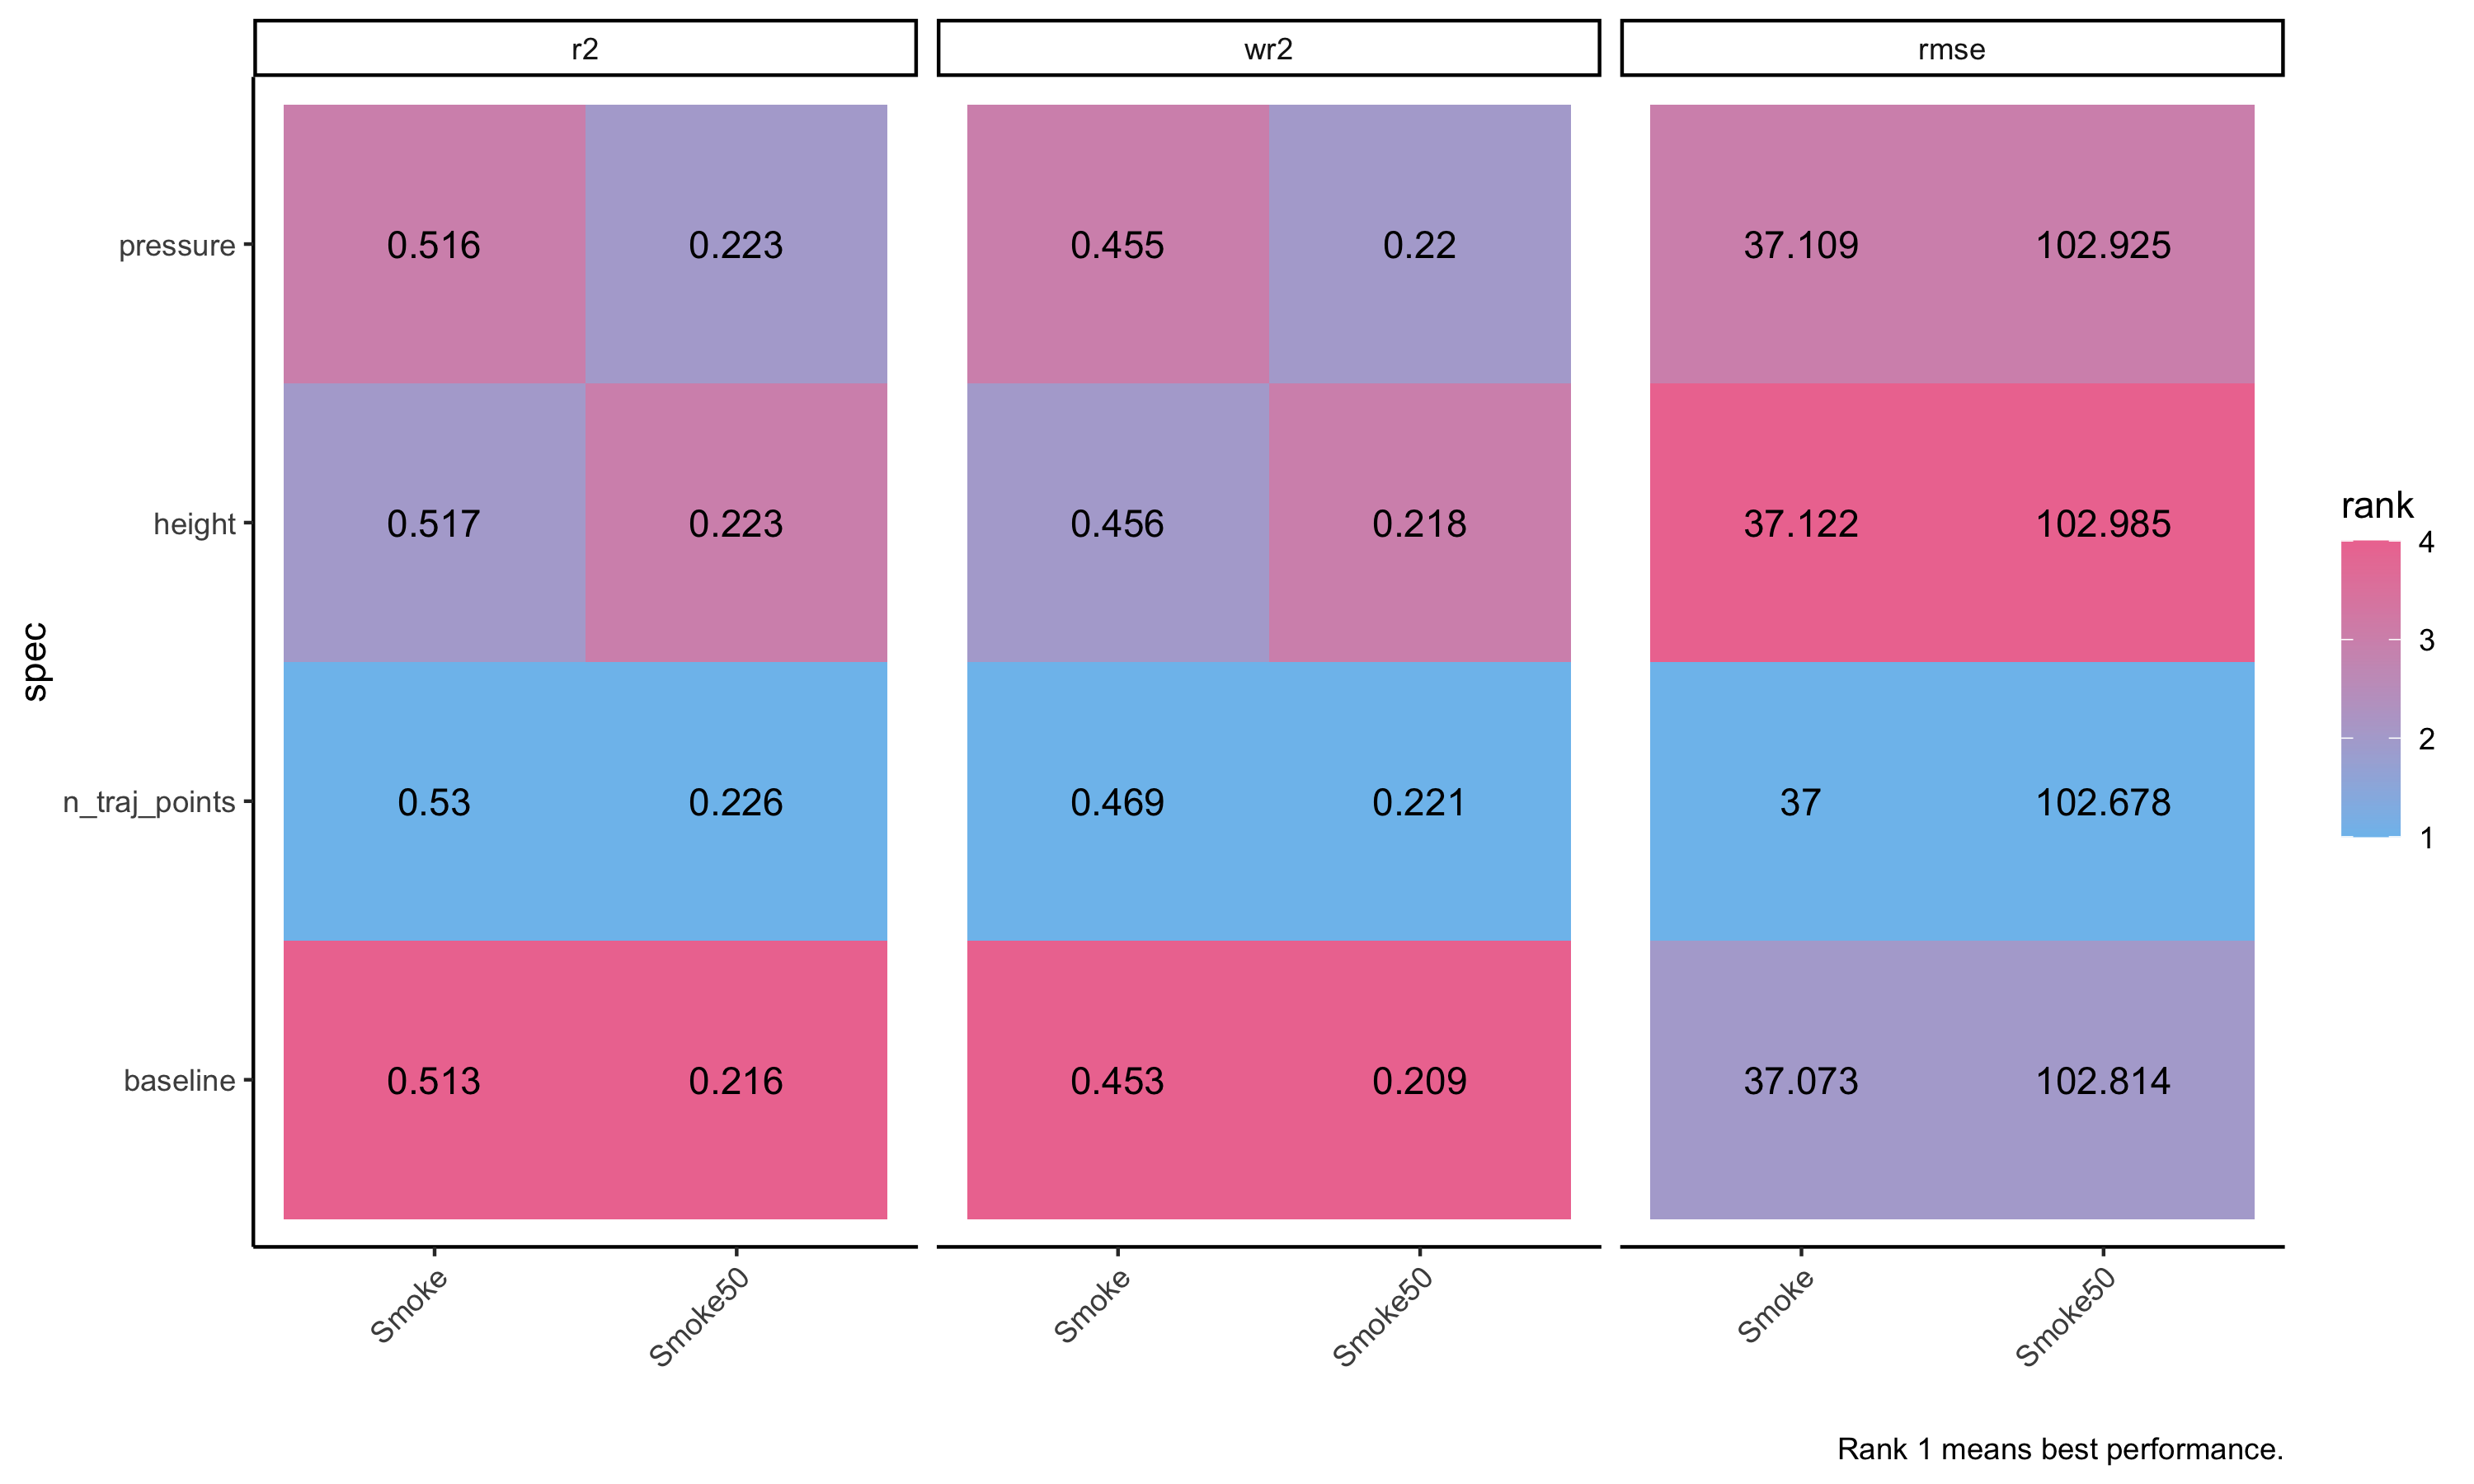 r2 wr2 rmse
pressure 0.516 0.223 0.455 0.22 37.109 102.925
height 0.517 0.223 0.456 0.218 37.122 102.985
n_traj_points 0.53 0.226 0.469 0.221 37 102.678
baseline 0.513 0.216 0.453 0.209 37.073 102.814
spec
Smoke Smoke50 Smoke Smoke50 Smoke Smoke50
rank
4
3
2
1
Rank 1 means best performance.